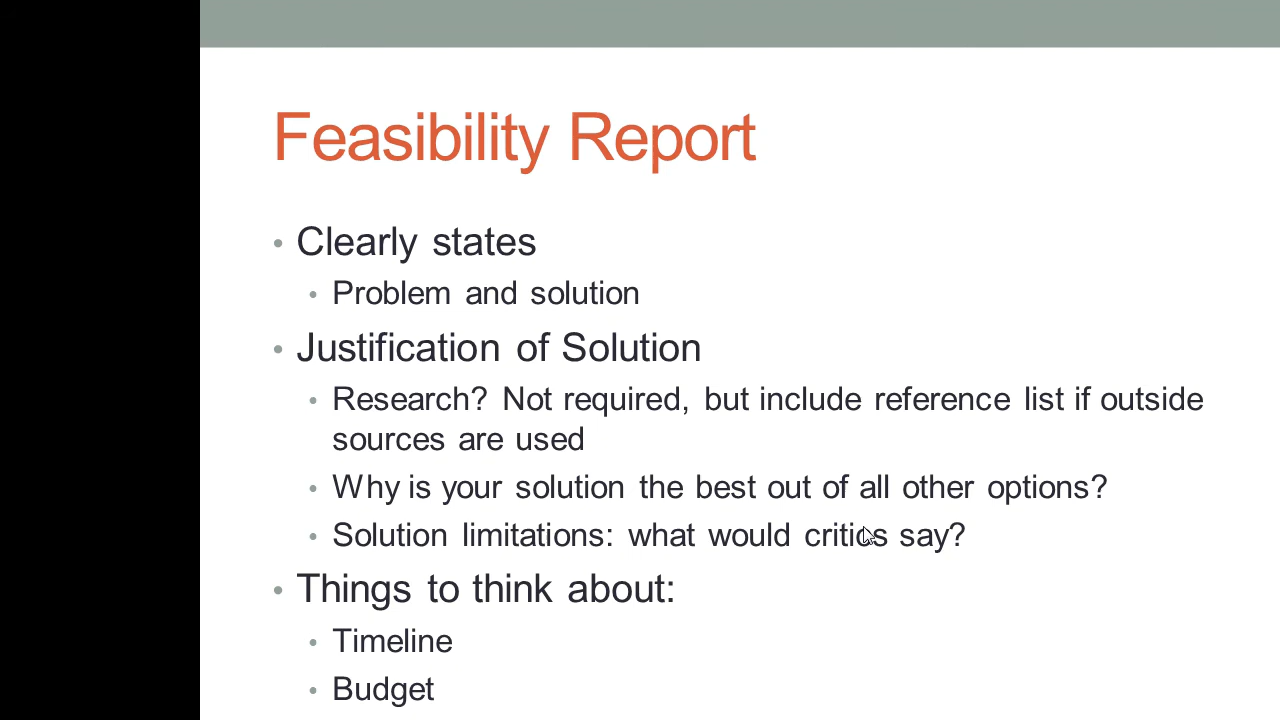 Feasibility Report
• Clearly states
• Problem and solution
• Justification of Solution
• Research? Not required, but include reference list if outside
sources are used
• Why is your solution the best out of all other options?
• Solution limitations: what would critics say?
• Things to think about:
• Timeline
• Budget